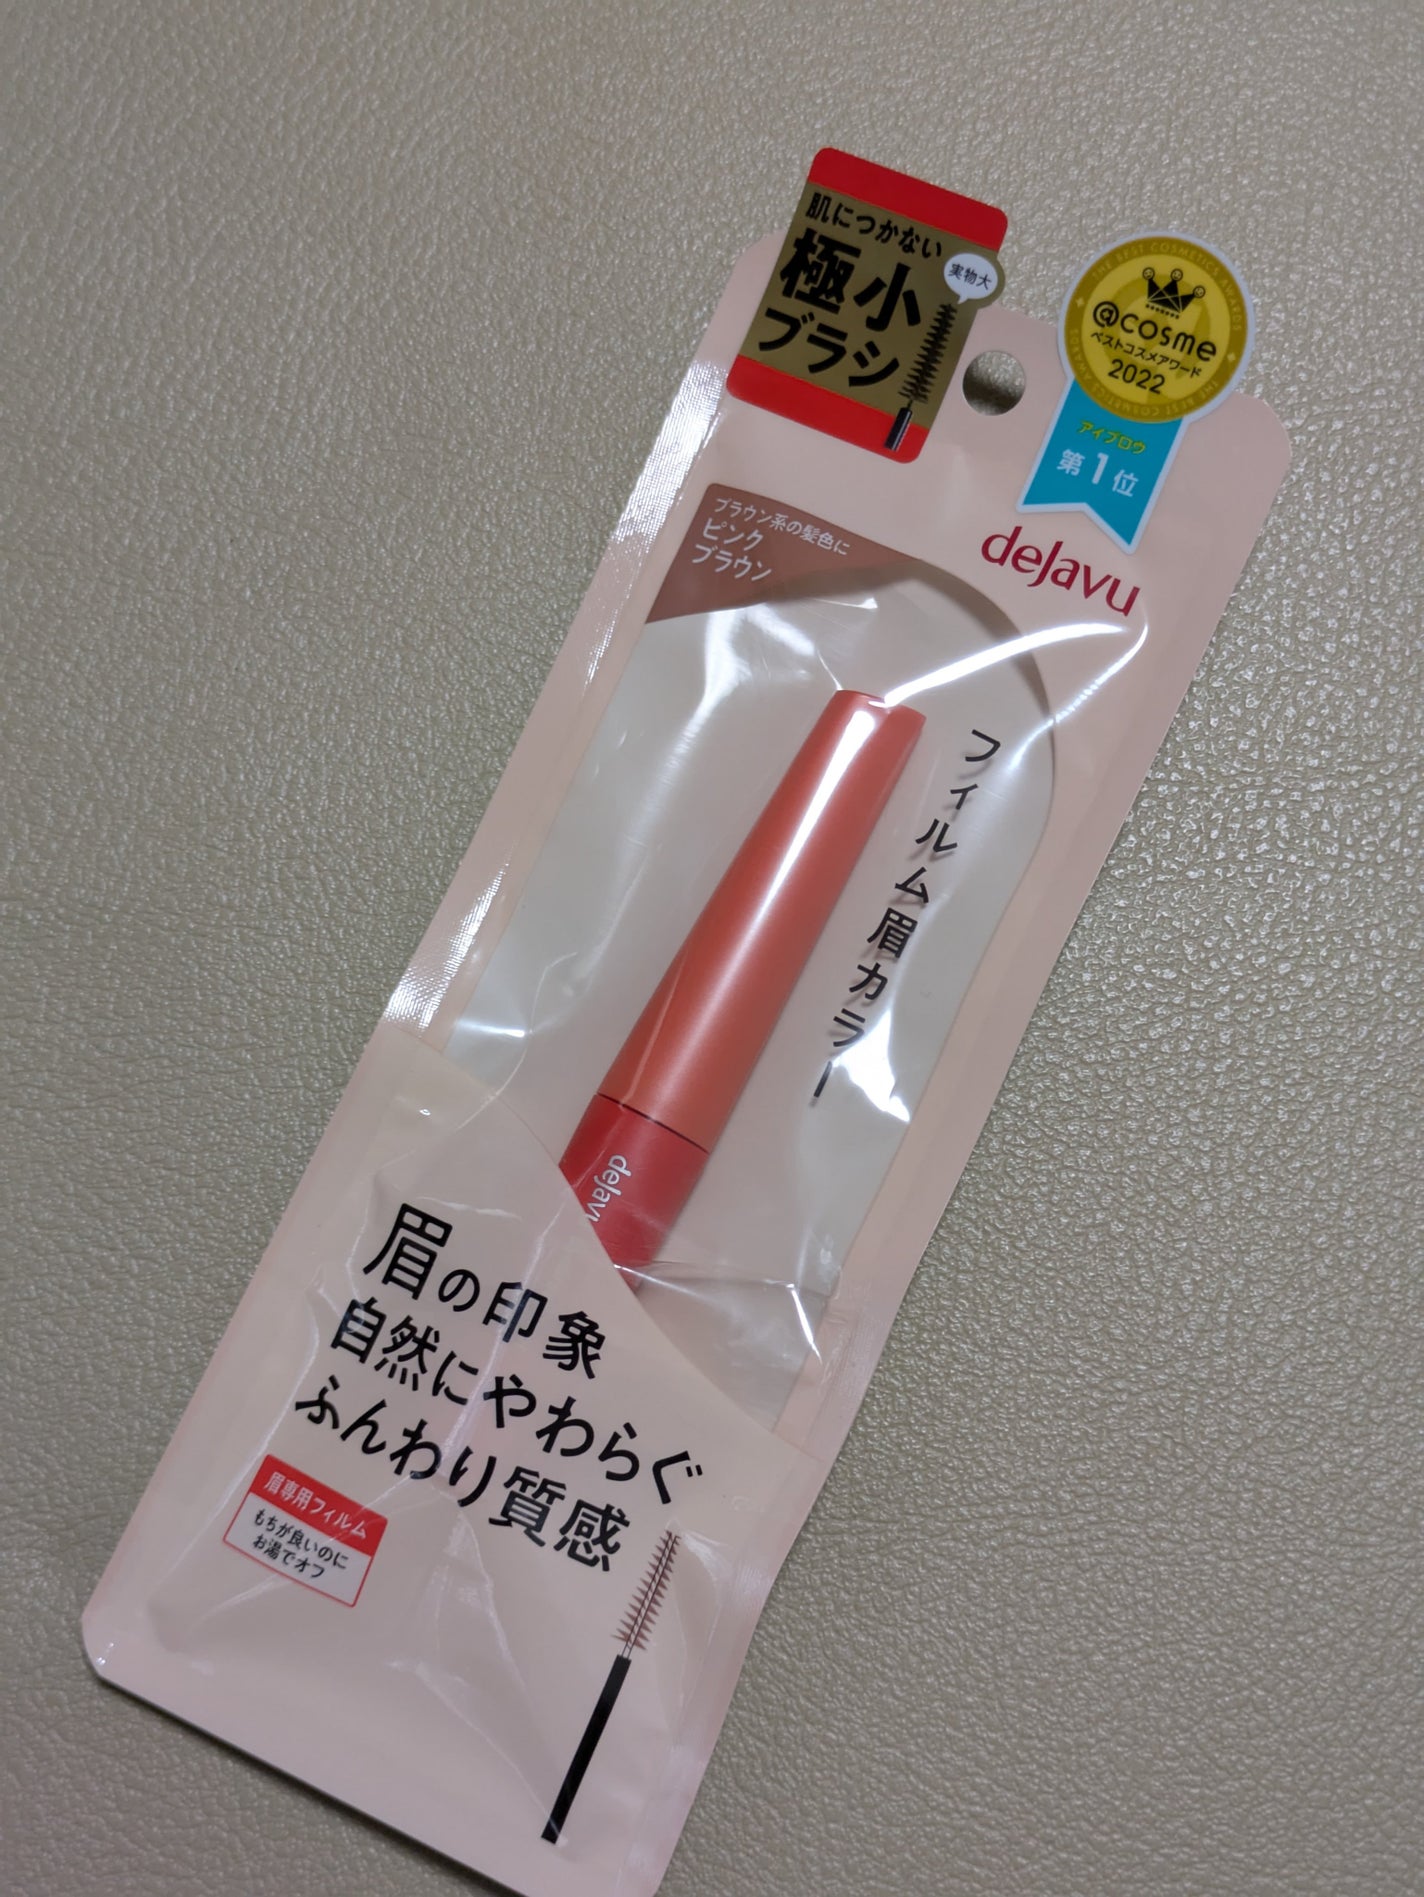 肌につかない
極小
ブラシ
実物大
THE BEST COSMETICS AWARDS
@cosme
ベストコスメアワード
2022
THE BEST COSMETICS AWARDS
アイブロウ
第1位
dejavu
ブラウン系の髪色に
ピンク
ブラウン
フィルム眉カラー
dejavu
眉の印象
自然にやわらぐ
ふんわり質感
眉専用フィルム
もちが良いのに
お湯でオフ